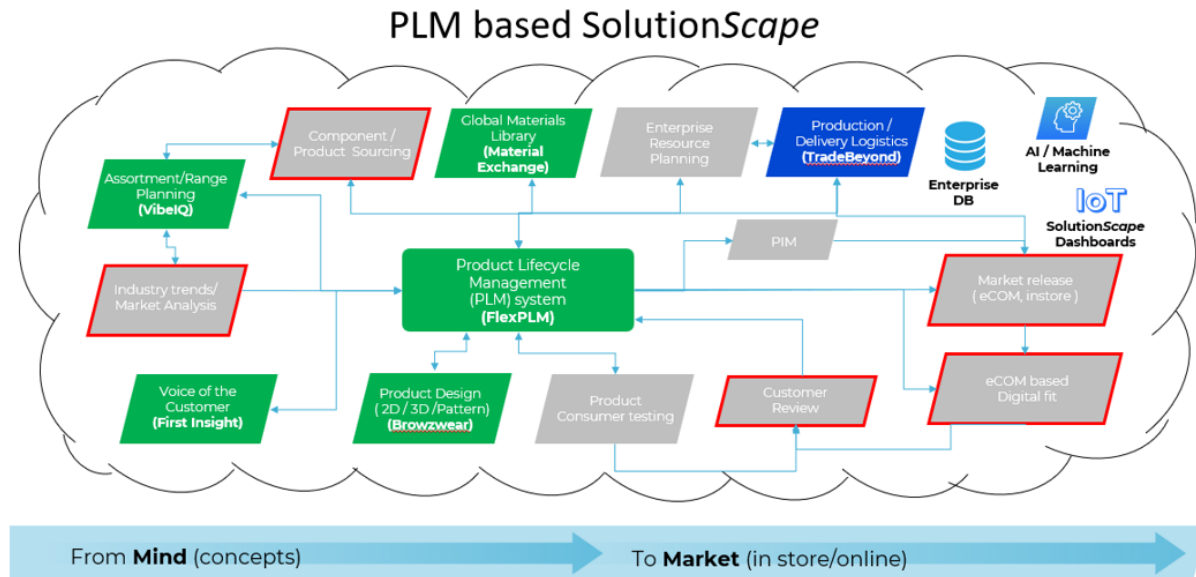 PLM based SolutionScape
Component /
Product Sourcing
Global Materials
Library
(Material
Exchange)
Enterprise
Resource
Planning
Production /
Delivery Logistics
(TradeBeyond)
Enterprise
DB
AI / Machine
Learning
IoT
SolutionScape
Dashboards
Assortment/Range
Planning
(VibeIQ)
PIM
Industry trends/
Market Analysis
Product Lifecycle
Management
(PLM) system
(FlexPLM)
Market release
( eCOM, instore )
Voice of the
Customer
(First Insight)
Product Design
( 2D / 3D /Pattern)
(Browzwear)
Product
Consumer testing
Customer
Review
eCOM based
Digital fit
From Mind (concepts)
To Market (in store/online)